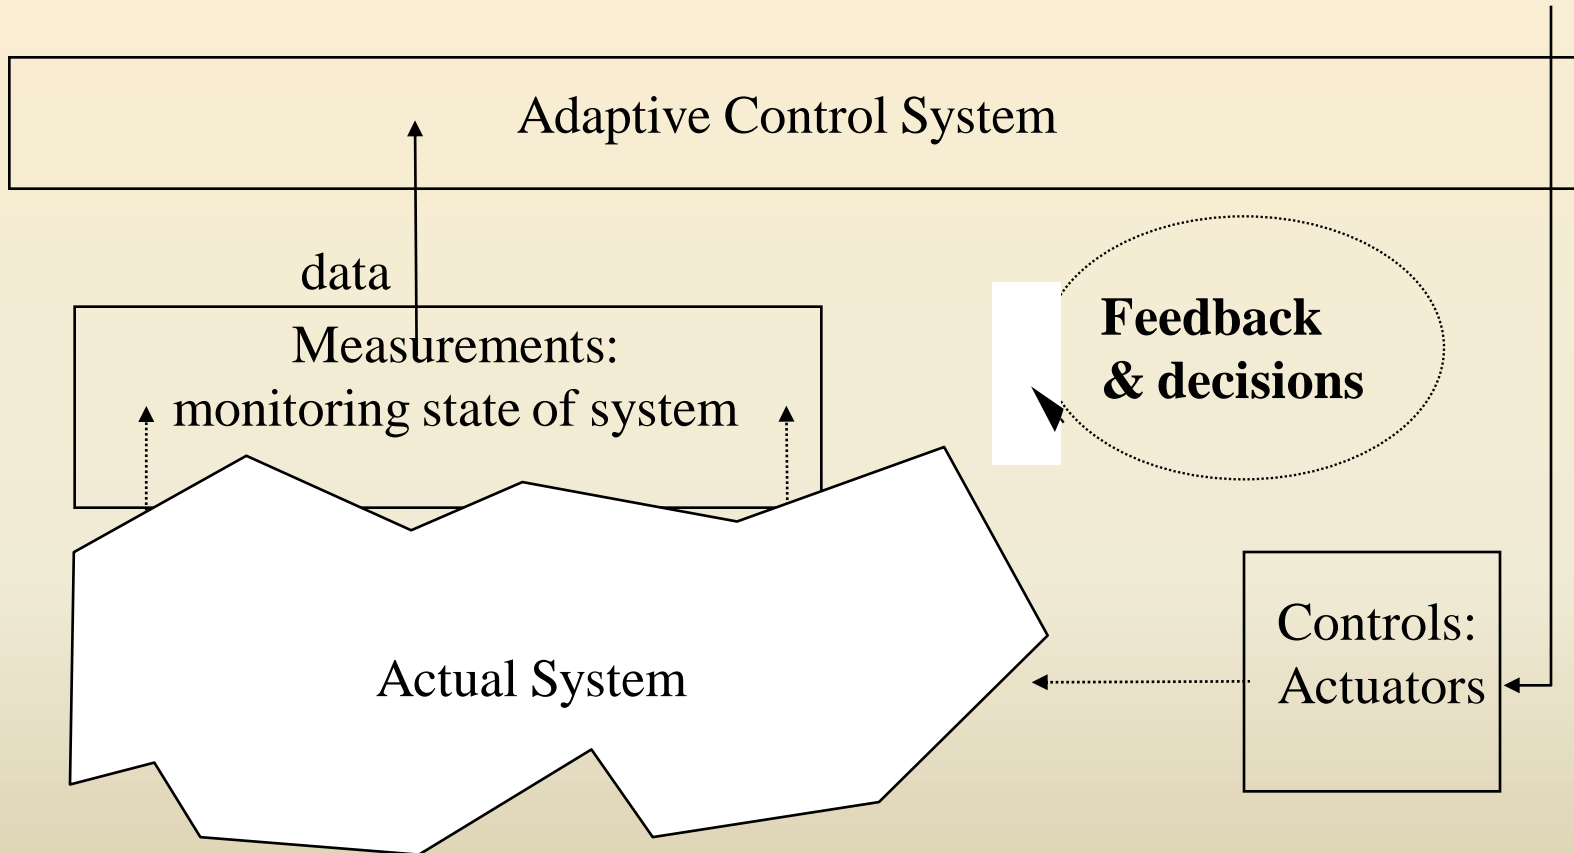 Adaptive Control System
data
Measurements:
monitoring state of system
Feedback
& decisions
Controls:
Actuators
Actual System